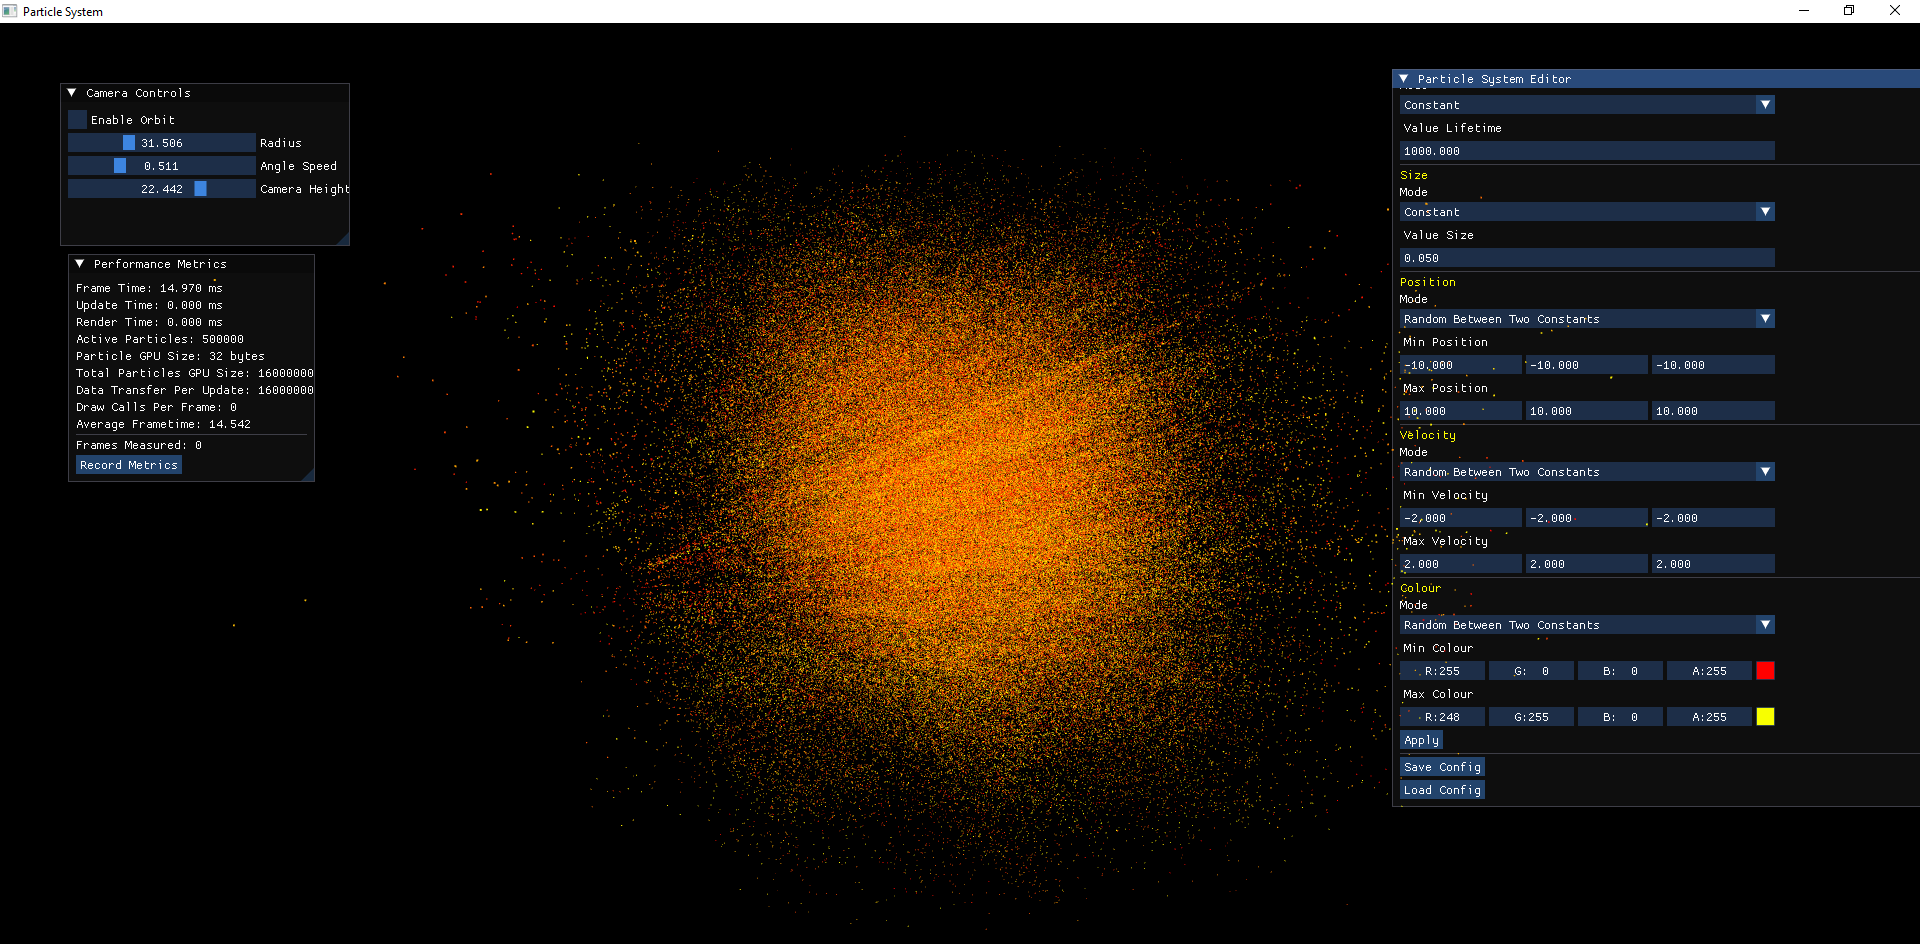 Particle System
Camera Controls
Enable Orbit
31.506 Radius
0.511 Angle Speed
22.442 Camera Height
Performance Metrics
Frame Time: 14.970 ms
Update Time: 0.000 ms
Render Time: 0.000 ms
Active Particles: 500000
Particle GPU Size: 32 bytes
Total Particles GPU Size: 16000000
Data Transfer Per Update: 16000000
Draw Calls Per Frame: 0
Average Frametime: 14.542
Frames Measured: 0
Record Metrics
Particle System Editor
Constant
Value Lifetime
1000.000
Size
Mode
Constant
Value Size
0.050
Position
Mode
Random Between Two Constants
Min Position
-10.000 -10.000 -10.000
Max Position
10.000 10.000 10.000
Velocity
Mode
Random Between Two Constants
Min Velocity
-2.000 -2.000 -2.000
Max Velocity
2.000 2.000 2.000
Colour
Mode
Random Between Two Constants
Min Colour
R:255 G: 0 B: 0 A:255
Max Colour
R:248 G:255 B: 0 A:255
Apply
Save Config
Load Config